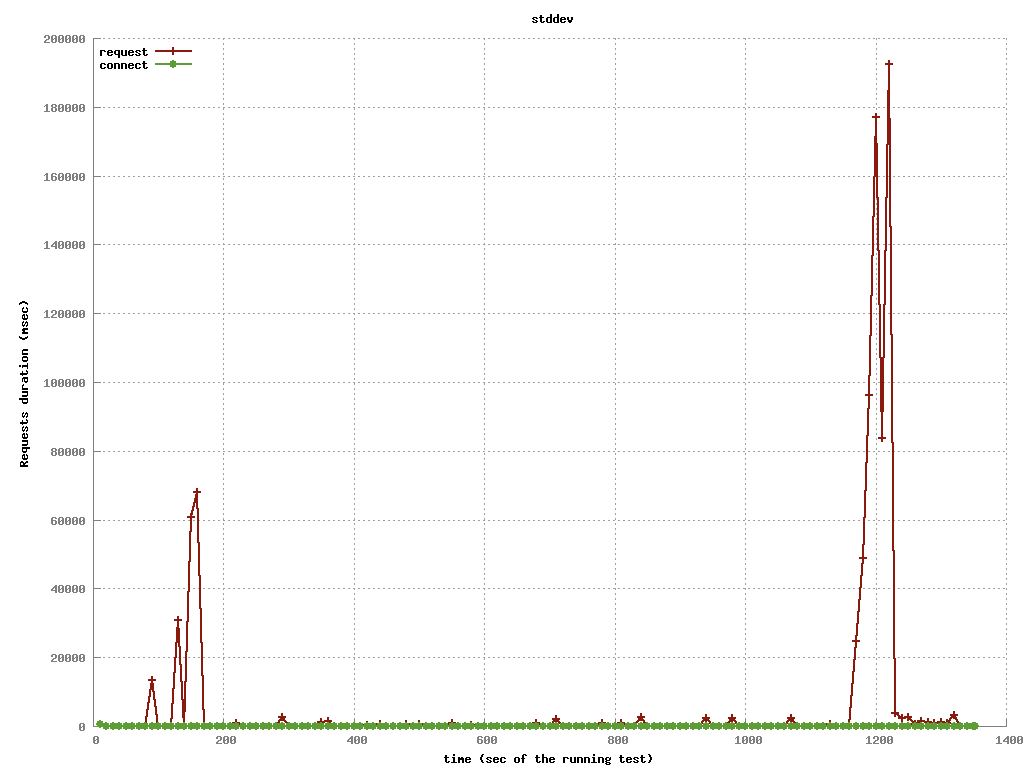 stddev
request
connect
200000
180000
160000
140000
120000
100000
80000
60000
40000
20000
0
Requests duration (msec)
0 200 400 600 800 1000 1200 1400
time (sec of the running test)